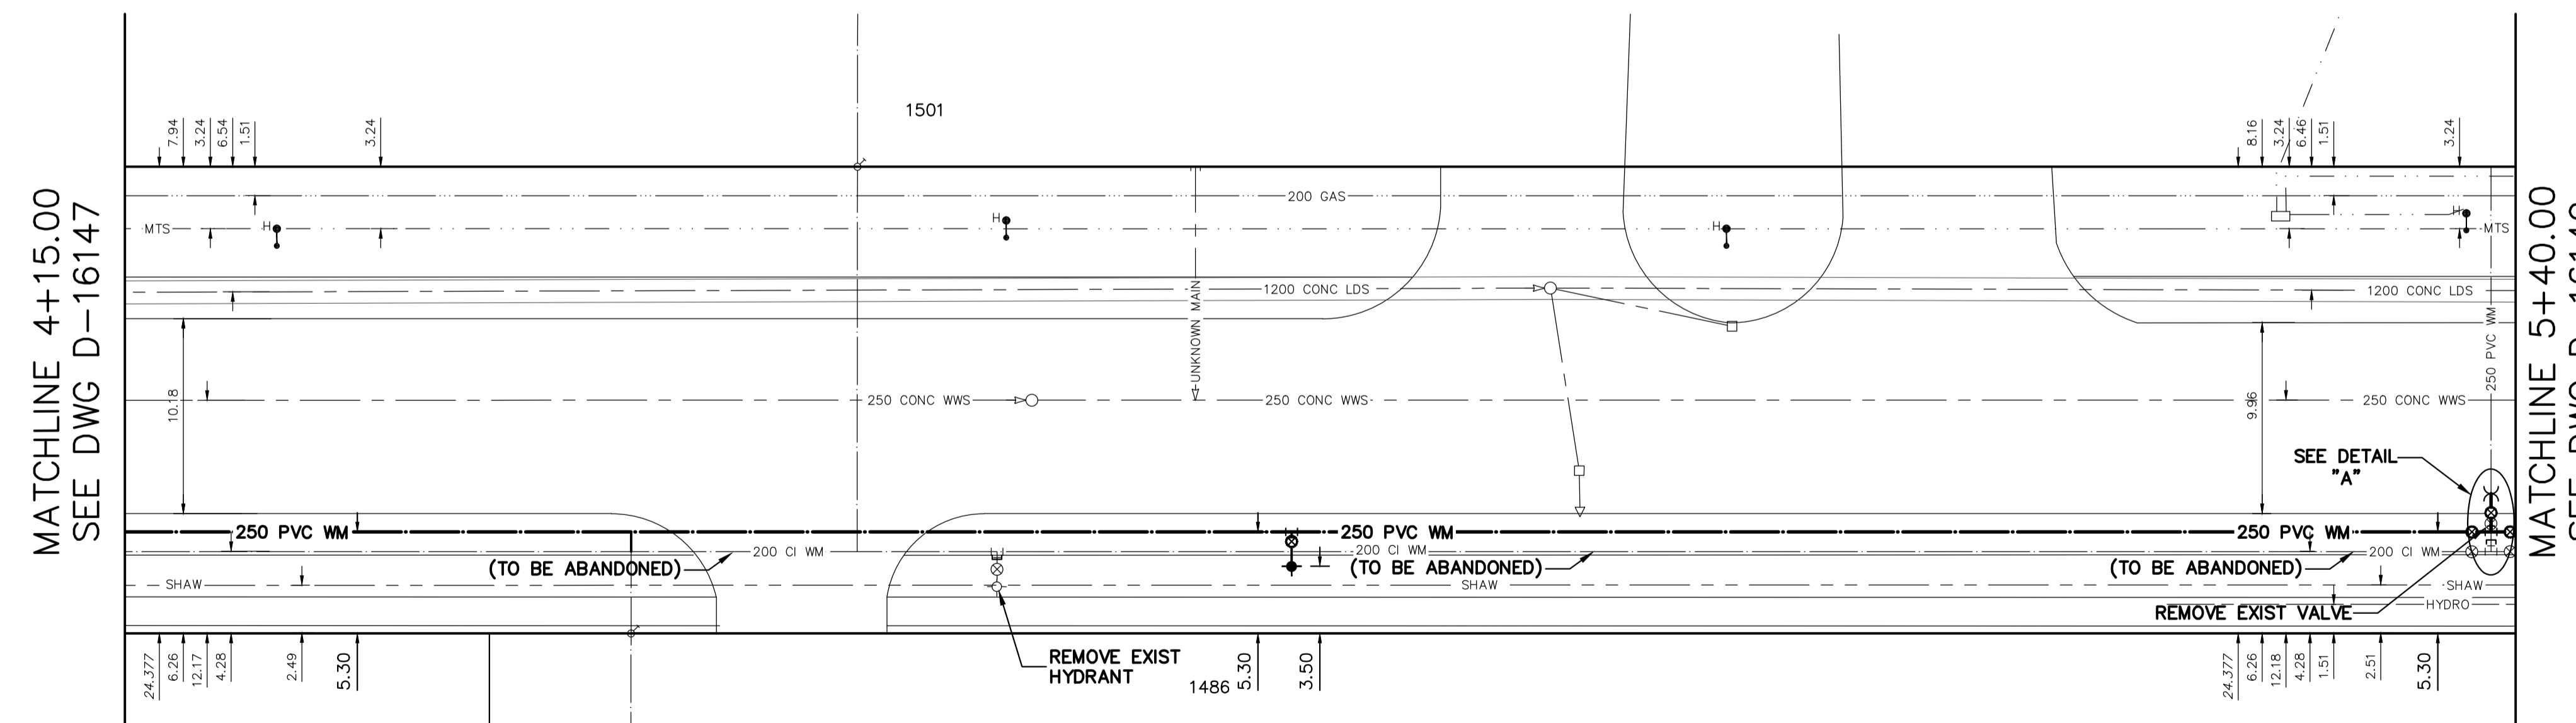 MATCHLINE 4+15.00
SEE DWG D-16147
7.94
3.24
6.54
1.51
3.24
1501
8.16
3.24
6.46
1.51
3.24
200 GAS
MTS
H
H
H
H
MTS
1200 CONC LDS
1200 CONC LDS
UNKNOWN MAIN
250 PVC WM
10.18
250 CONC WWS
250 CONC WWS
9.96
250 CONC WWS
SEE DETAIL
"A"
250 PVC WM
250 PVC WM
250 PVC WM
200 CI WM
200 CI WM
200 CI WM
(TO BE ABANDONED)
(TO BE ABANDONED)
(TO BE ABANDONED)
SHAW
SHAW
SHAW
HYDRO
REMOVE EXIST VALVE
REMOVE EXIST
HYDRANT
1486
24.377
6.26
12.17
4.28
2.49
5.30
5.30
3.50
24.377
6.26
12.18
4.28
1.51
2.51
5.30
MATCHLINE 5+40.00
SEE DWG